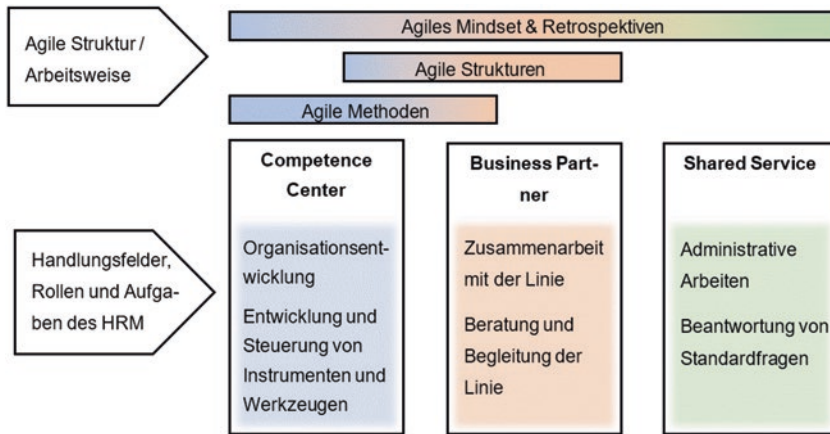 Agile Struktur /
Arbeitsweise
Agiles Mindset & Retrospektiven
Agile Strukturen
Agile Methoden
Handlungsfelder,
Rollen und Aufga-
ben des HRM
Competence
Center
Organisationsent-
wicklung
Entwicklung und
Steuerung von
Instrumenten und
Werkzeugen
Business Part-
ner
Zusammenarbeit
mit der Linie
Beratung und
Begleitung der
Linie
Shared Service
Administrative
Arbeiten
Beantwortung von
Standardfragen